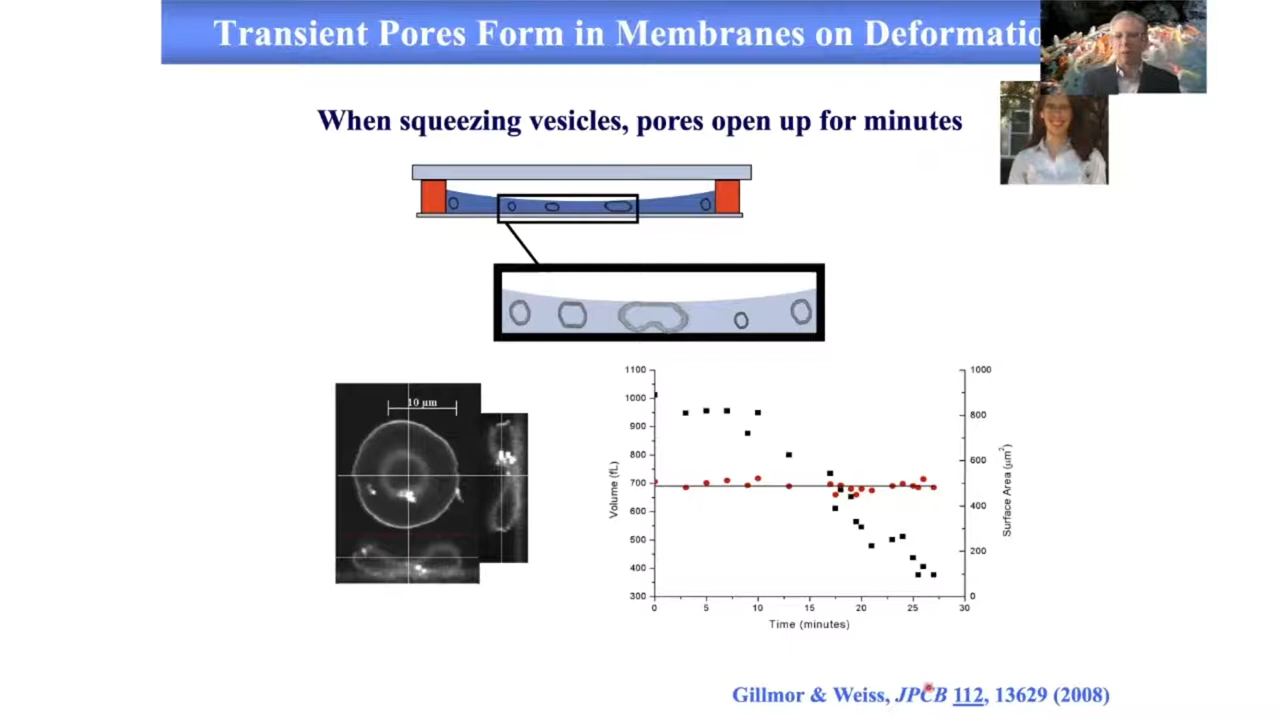 Transient Pores Form in Membranes on Deformatio
When squeezing vesicles, pores open up for minutes
10 µm
1100
1000
900
800
700
600
500
400
300
Volume (fL)
1000
800
600
400
200
0
Surface Area (µm²)
0 5 10 15 20 25 30
Time (minutes)
Gillmor & Weiss, JPCB 112, 13629 (2008)